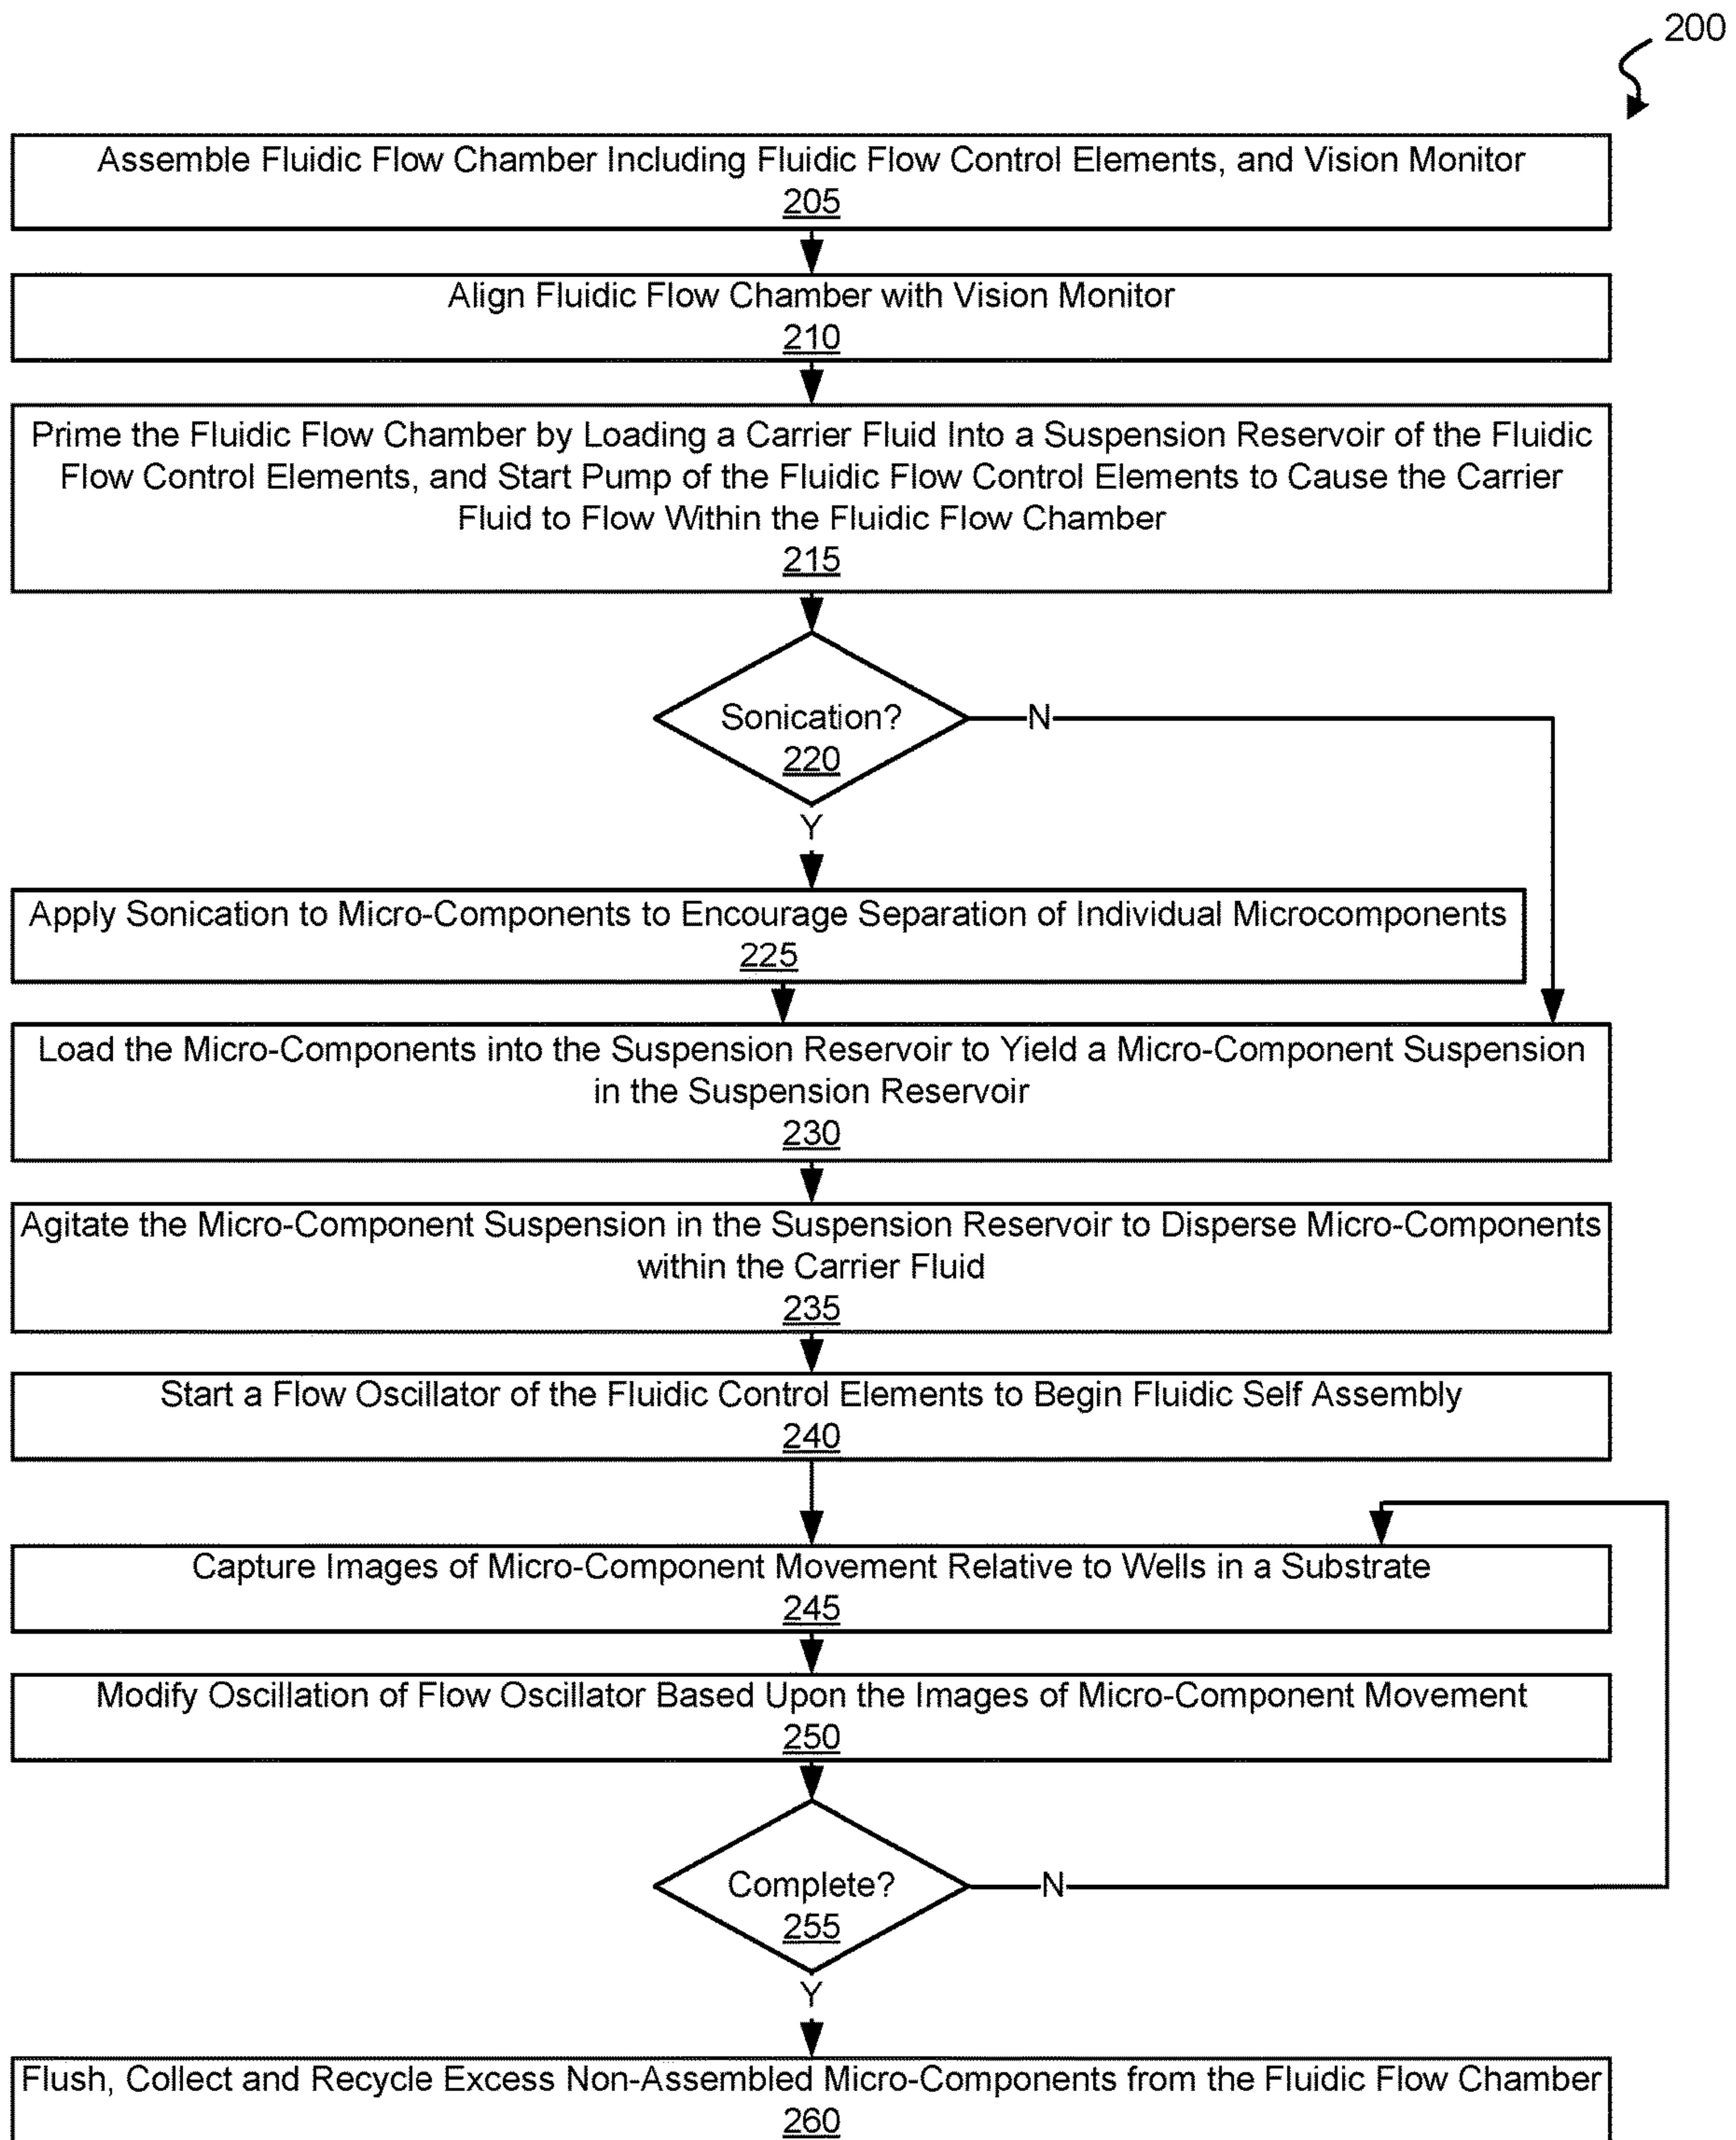 200
Assemble Fluidic Flow Chamber Including Fluidic Flow Control Elements, and Vision Monitor
205
Align Fluidic Flow Chamber with Vision Monitor
210
Prime the Fluidic Flow Chamber by Loading a Carrier Fluid Into a Suspension Reservoir of the Fluidic
Flow Control Elements, and Start Pump of the Fluidic Flow Control Elements to Cause the Carrier
Fluid to Flow Within the Fluidic Flow Chamber
215
Sonication?
220
N
Y
Apply Sonication to Micro-Components to Encourage Separation of Individual Microcomponents
225
Load the Micro-Components into the Suspension Reservoir to Yield a Micro-Component Suspension
in the Suspension Reservoir
230
Agitate the Micro-Component Suspension in the Suspension Reservoir to Disperse Micro-Components
within the Carrier Fluid
235
Start a Flow Oscillator of the Fluidic Control Elements to Begin Fluidic Self Assembly
240
Capture Images of Micro-Component Movement Relative to Wells in a Substrate
245
Modify Oscillation of Flow Oscillator Based Upon the Images of Micro-Component Movement
250
Complete?
255
N
Y
Flush, Collect and Recycle Excess Non-Assembled Micro-Components from the Fluidic Flow Chamber
260